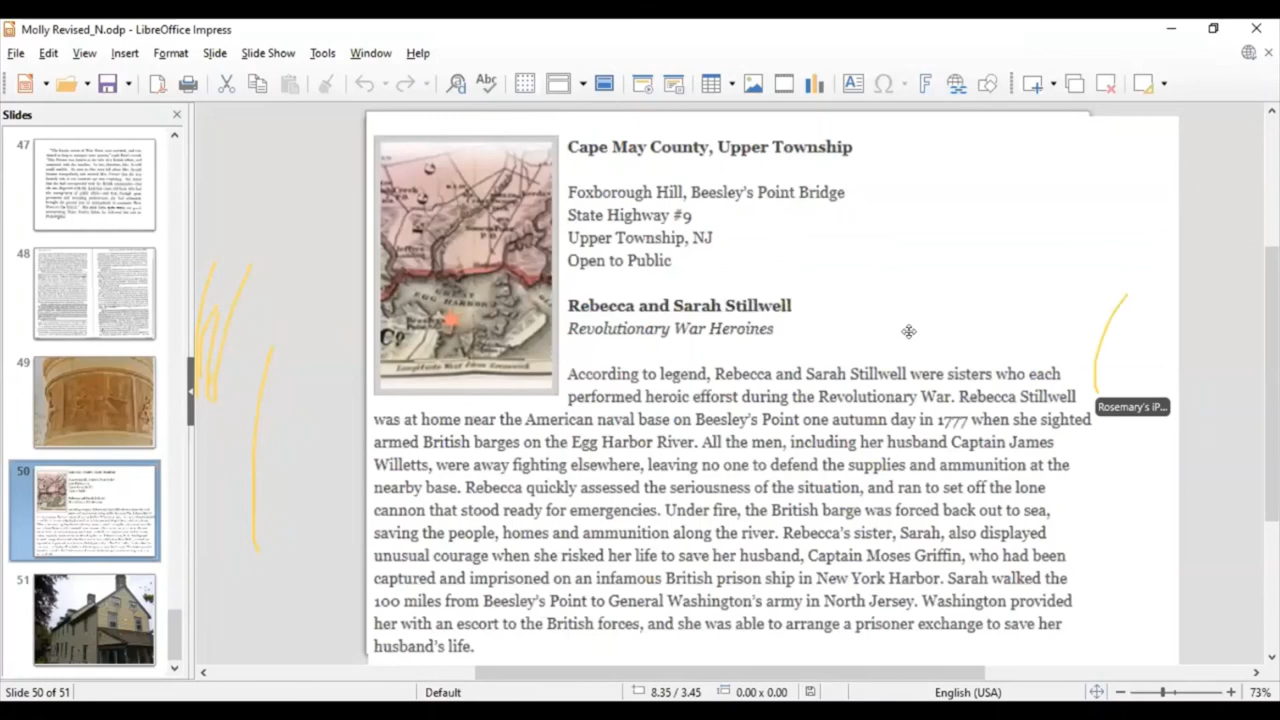 Molly Revised_N.odp - LibreOffice Impress
File Edit View Insert Format Slide Slide Show Tools Window Help
Slides
47
48
49
50
51
Cape May County, Upper Township
Foxborough Hill, Beesley's Point Bridge
State Highway #9
Upper Township, NJ
Open to Public
Rebecca and Sarah Stillwell
Revolutionary War Heroines
According to legend, Rebecca and Sarah Stillwell were sisters who each
performed heroic efforst during the Revolutionary War. Rebecca Stillwell
was at home near the American naval base on Beesley's Point one autumn day in 1777 when she sighted
armed British barges on the Egg Harbor River. All the men, including her husband Captain James
Willetts, were away fighting elsewhere, leaving no one to defend the supplies and ammunition at the
nearby base. Rebecca quickly assessed the seriousness of the situation, and ran to set off the lone
cannon that stood ready for emergencies. Under fire, the British barge was forced back out to sea,
saving the people, homes and ammunition along the river. Rebecca's sister, Sarah, also displayed
unusual courage when she risked her life to save her husband, Captain Moses Griffin, who had been
captured and imprisoned on an infamous British prison ship in New York Harbor. Sarah walked the
100 miles from Beesley's Point to General Washington's army in North Jersey. Washington provided
her with an escort to the British forces, and she was able to arrange a prisoner exchange to save her
husband's life.
Rosemary's iP...
GREAT
EGG HARBOR
Slide 50 of 51
Default
8.35 / 3.45
0.00 x 0.00
English (USA)
73%